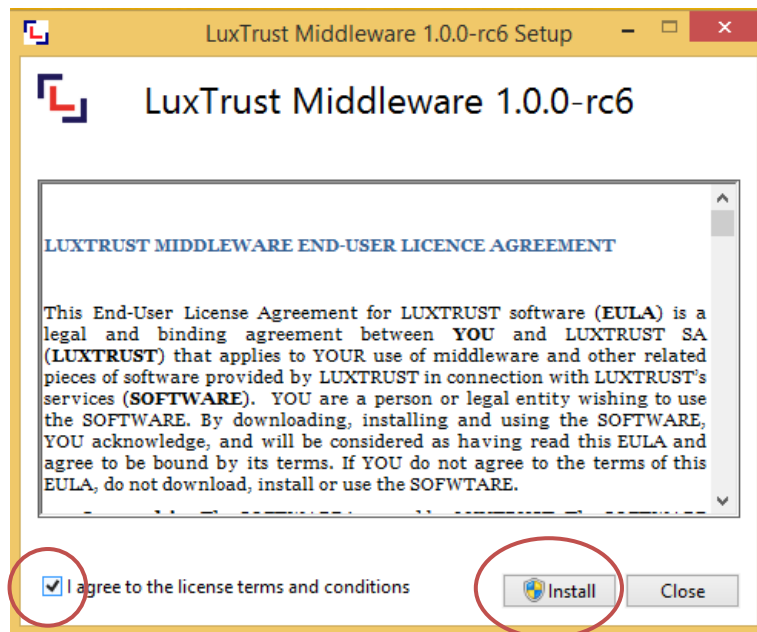 LuxTrust Middleware 1.0.0-rc6 Setup
LuxTrust Middleware 1.0.0-rc6
LUXTRUST MIDDLEWARE END-USER LICENCE AGREEMENT
This End-User License Agreement for LUXTRUST software (EULA) is a
legal and binding agreement between YOU and LUXTRUST SA
(LUXTRUST) that applies to YOUR use of middleware and other related
pieces of software provided by LUXTRUST in connection with LUXTRUST's
services (SOFTWARE). YOU are a person or legal entity wishing to use
the SOFTWARE. By downloading, installing and using the SOFTWARE,
YOU acknowledge, and will be considered as having read this EULA and
agree to be bound by its terms. If YOU do not agree to the terms of this
EULA, do not download, install or use the SOFWTARE.
I agree to the license terms and conditions
Install
Close